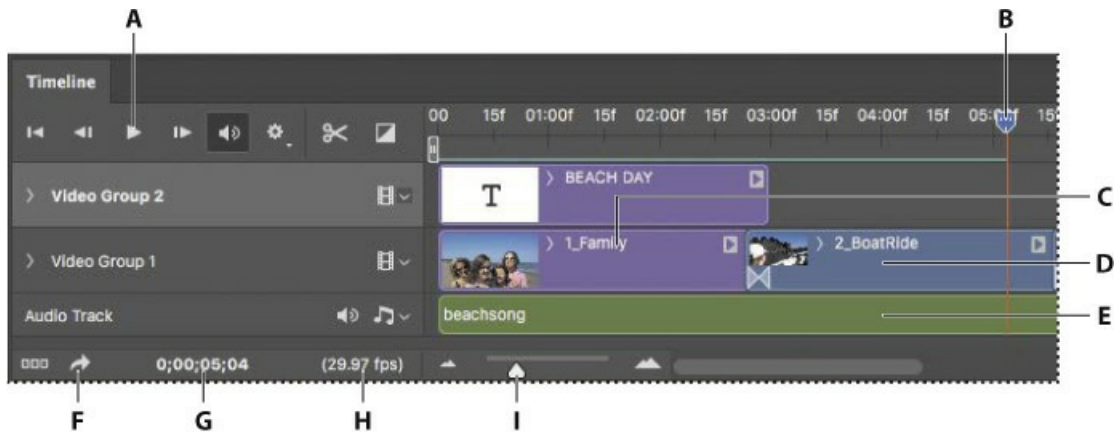 A B
Timeline
00 15f 01:00f 15f 02:00f 15f 03:00f 15f 04:00f 15f 05:00f 15
Video Group 2
T BEACH DAY
C
Video Group 1
1_Family 2_BoatRide
D
Audio Track
beachsong
E
0;00;05;04 (29.97 fps)
F G H I